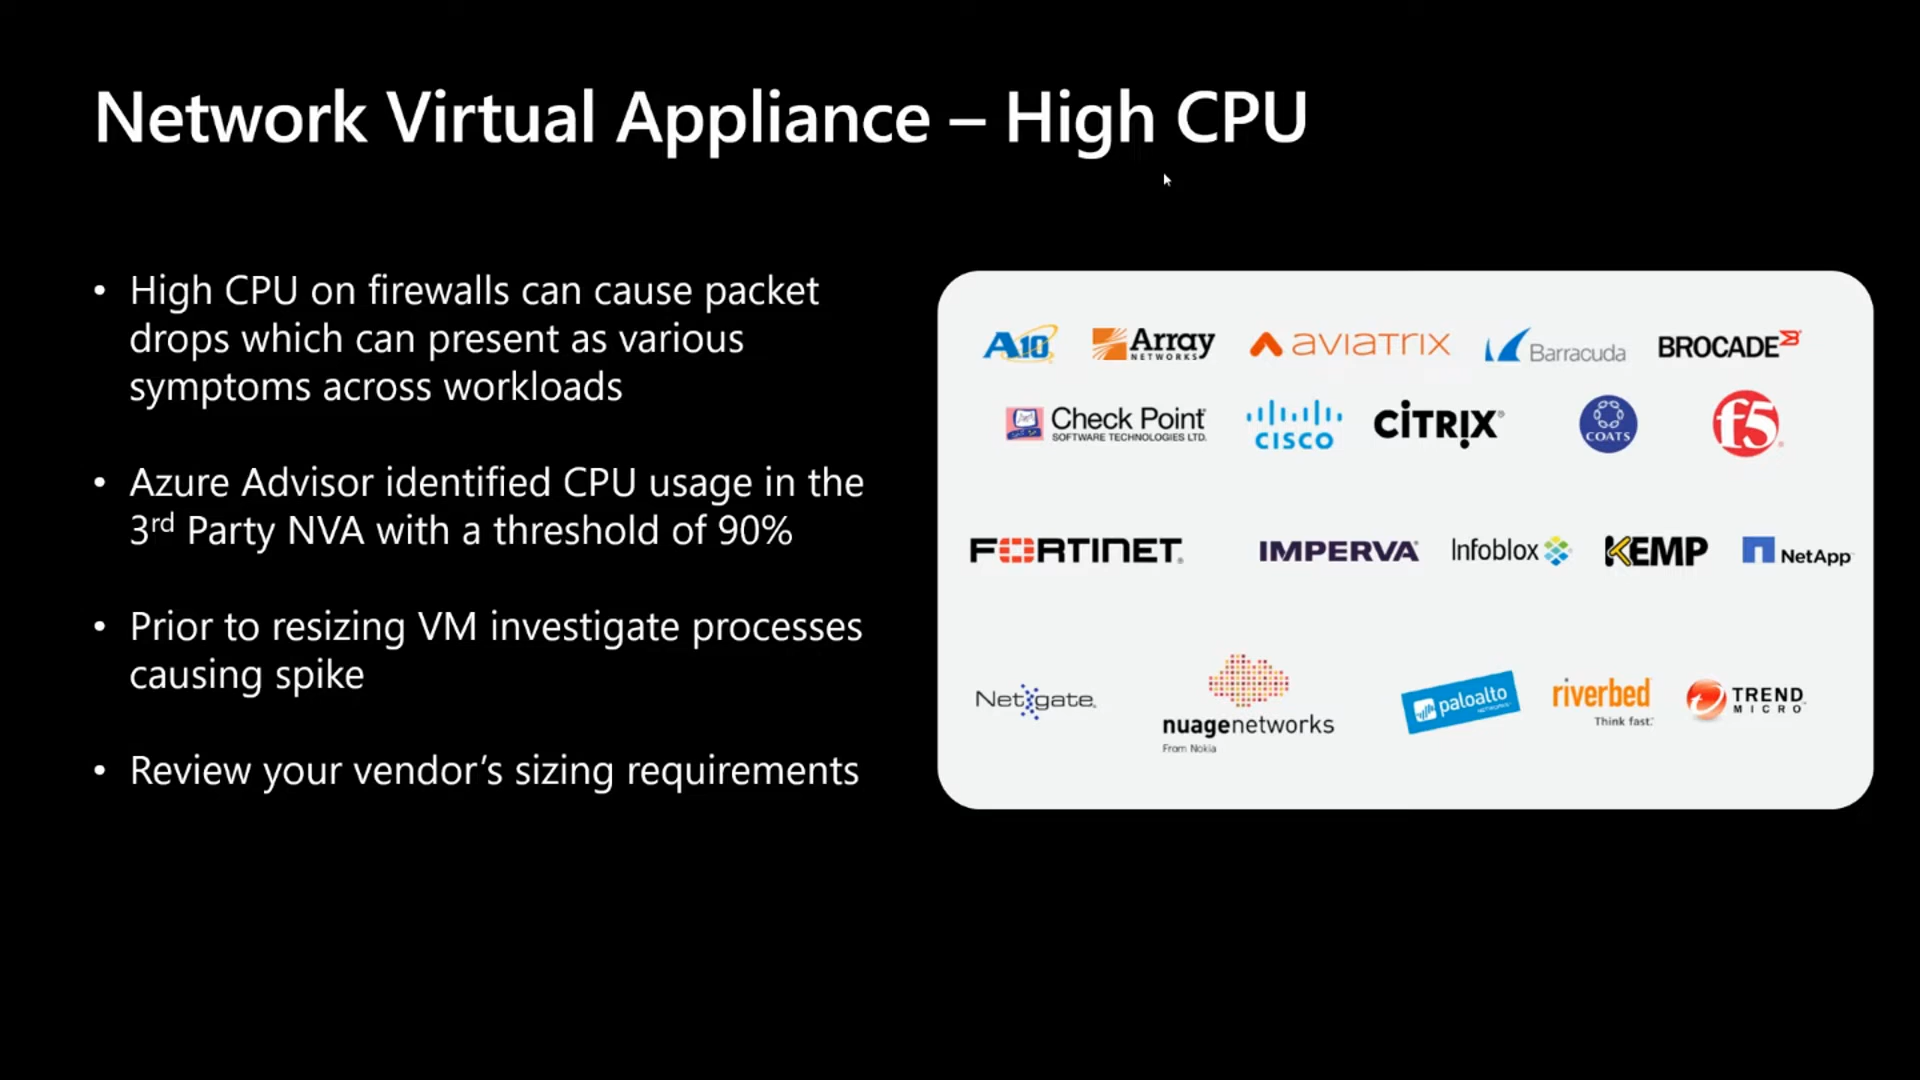 Network Virtual Appliance – High CPU
• High CPU on firewalls can cause packet
drops which can present as various
symptoms across workloads
• Azure Advisor identified CPU usage in the
3rd Party NVA with a threshold of 90%
• Prior to resizing VM investigate processes
causing spike
• Review your vendor’s sizing requirements
A10 Array NETWORKS AVIATRIX Barracuda BROCADE
Check Point SOFTWARE TECHNOLOGIES LTD. CISCO CİTRIX® COATS f5®
FORTINET® IMPERVA Infoblox KEMP NetApp
Netgate® nuagenetworks From Nokia paloalto NETWORKS riverbed Think fast. TREND MICRO